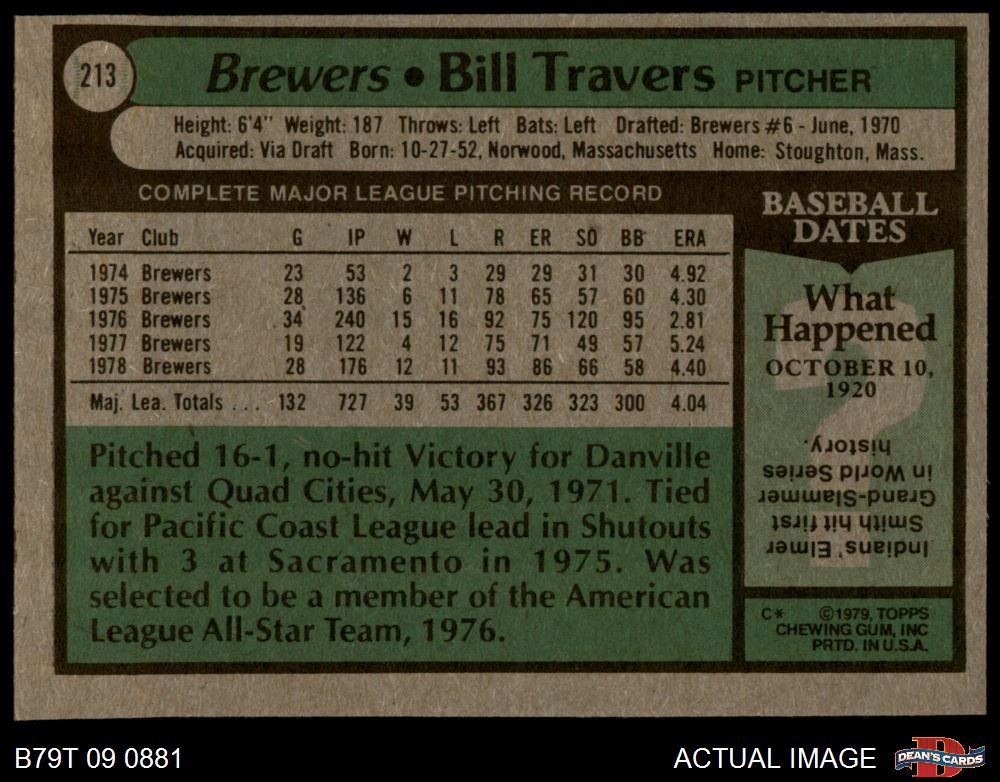 213
Brewers • Bill Travers PITCHER
Height: 6'4" Weight: 187 Throws: Left Bats: Left Drafted: Brewers #6 - June, 1970
Acquired: Via Draft Born: 10-27-52, Norwood, Massachusetts Home: Stoughton, Mass.
COMPLETE MAJOR LEAGUE PITCHING RECORD
Year Club G IP W L R ER SO BB ERA
1974 Brewers 23 53 2 3 29 29 31 30 4.92
1975 Brewers 28 136 6 11 78 65 57 60 4.30
1976 Brewers 34 240 15 16 92 75 120 95 2.81
1977 Brewers 19 122 4 12 75 71 49 57 5.24
1978 Brewers 28 176 12 11 93 86 66 58 4.40
Maj. Lea. Totals ... 132 727 39 53 367 326 323 300 4.04
Pitched 16-1, no-hit Victory for Danville
against Quad Cities, May 30, 1971. Tied
for Pacific Coast League lead in Shutouts
with 3 at Sacramento in 1975. Was
selected to be a member of the American
League All-Star Team, 1976.
BASEBALL
DATES
What
Happened
OCTOBER 10,
1920
Indians' Elmer
Smith hit first
Grand-Slammer
in World Series
history.
C* ©1979, TOPPS
CHEWING GUM, INC
PRTD. IN U.S.A.
B79T 09 0881
ACTUAL IMAGE
D
DEAN'S CARDS